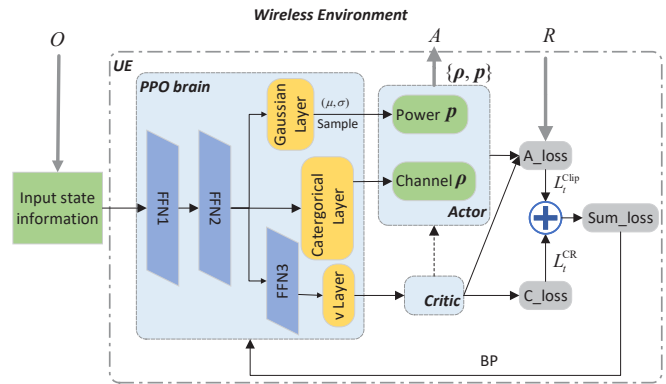 Wireless Environment
O
A
R
UE
PPO brain
{ρ, p}
Gaussian
Layer
(μ,σ)
Sample
Power p
FFN1
FFN2
Catergorical
Layer
Channel ρ
Actor
A_loss
L_t^Clip
Input state
information
Sum_loss
L_t^CR
FFN3
v Layer
Critic
C_loss
BP